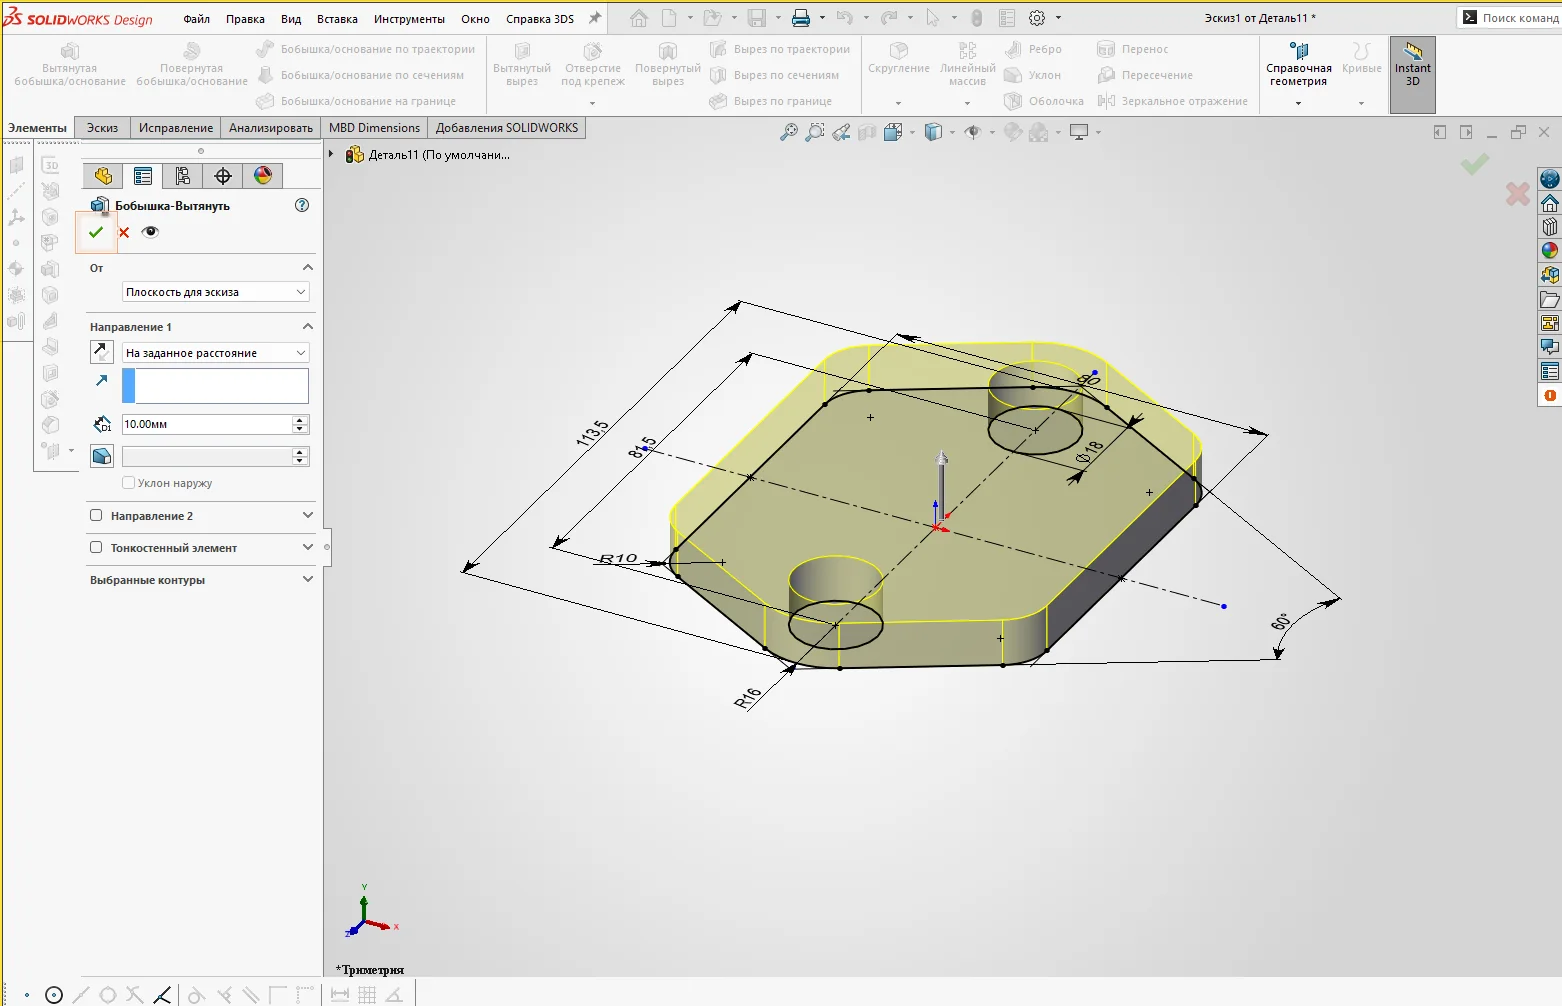 SOLIDWORKS Design
Файл Правка Вид Вставка Инструменты Окно Справка 3DS
Эскиз1 от Деталь11 *
Поиск команд
Вытянутая бобышка/основание
Повернутая бобышка/основание
Бобышка/основание по траектории
Бобышка/основание по сечениям
Бобышка/основание на границе
Вытянутый вырез
Отверстие под крепеж
Повернутый вырез
Вырез по траектории
Вырез по сечениям
Вырез по границе
Скругление
Линейный массив
Ребро
Уклон
Оболочка
Перенос
Пересечение
Зеркальное отражение
Справочная геометрия
Кривые
Instant 3D
Элементы Эскиз Исправление Анализировать MBD Dimensions Добавления SOLIDWORKS
Деталь11 (По умолчани...
3D
Бобышка-Вытянуть
?
От
Плоскость для эскиза
Направление 1
На заданное расстояние
D1
10.00мм
Уклон наружу
Направление 2
Тонкостенный элемент
Выбранные контуры
113,5
81,5
80
Ø18
R10
R16
60°
Y
X
Z
*Триметрия